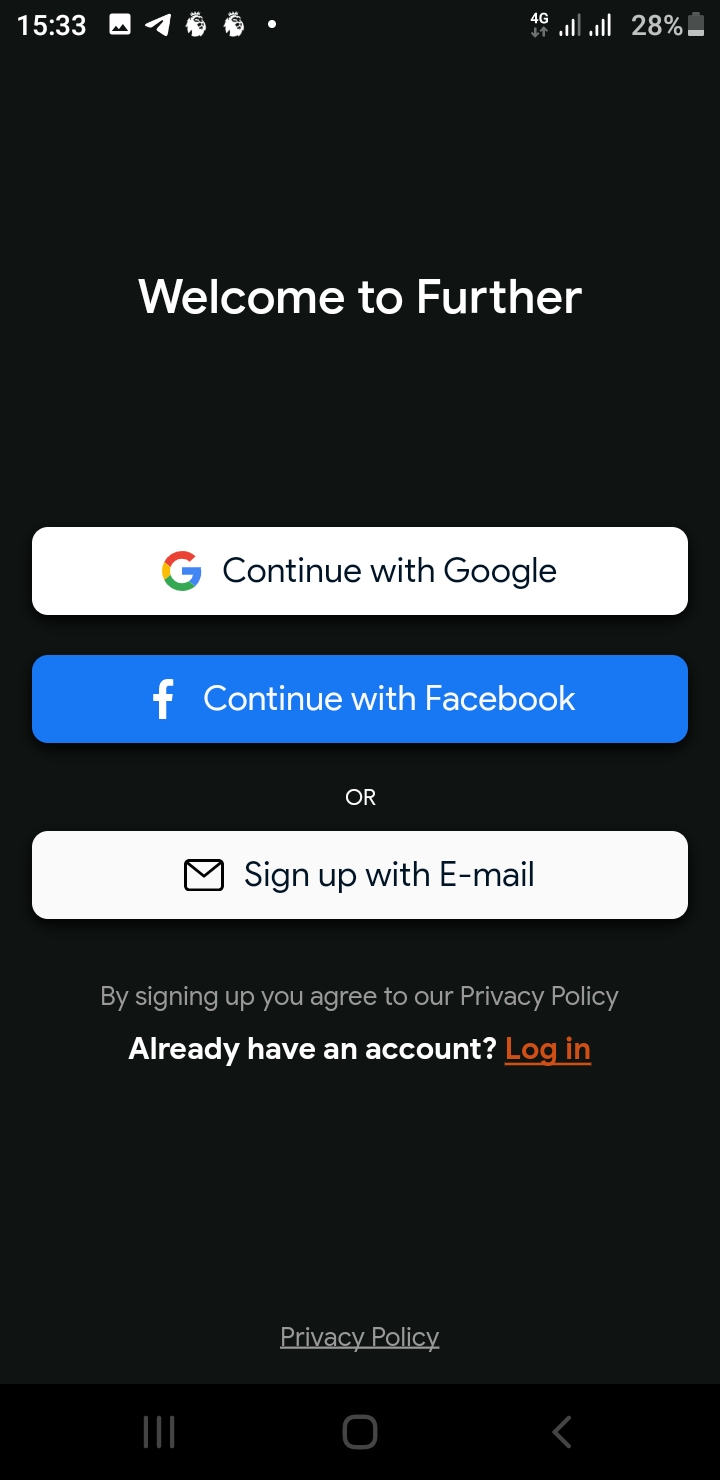 15:33 4G 28%
Welcome to Further
Continue with Google
Continue with Facebook
OR
Sign up with E-mail
By signing up you agree to our Privacy Policy
Already have an account? Log in
Privacy Policy